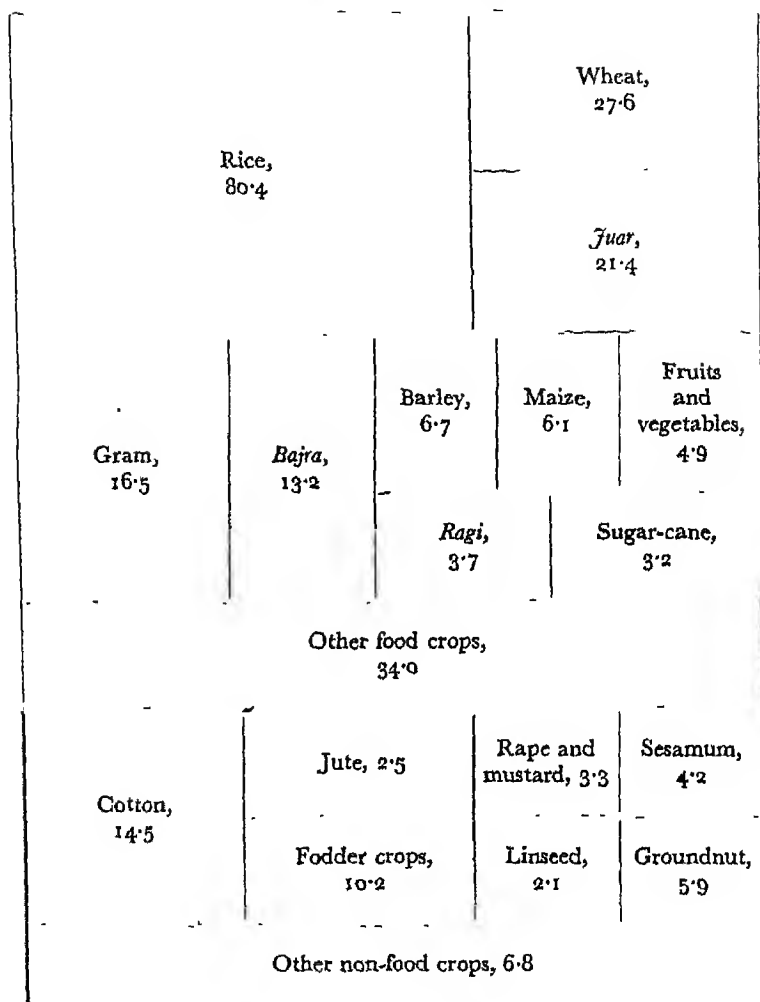 Rice,
80·4
Wheat,
27·6
Juar,
21·4
Gram,
16·5
Bajra,
13·2
Barley,
6·7
Maize,
6·1
Fruits
and
vegetables,
4·9
Ragi,
3·7
Sugar-cane,
3·2
Other food crops,
34·0
Cotton,
14·5
Jute, 2·5
Rape and
mustard, 3·3
Sesamum,
4·2
Fodder crops,
10·2
Linseed,
2·1
Groundnut,
5·9
Other non-food crops, 6·8